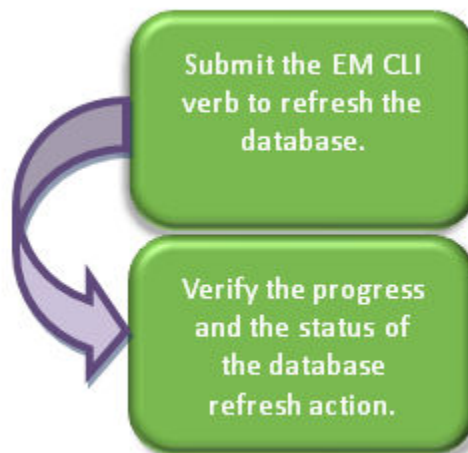 Submit the EM CLI
verb to refresh the
database.
Verify the progress
and the status of
the database
refresh action.